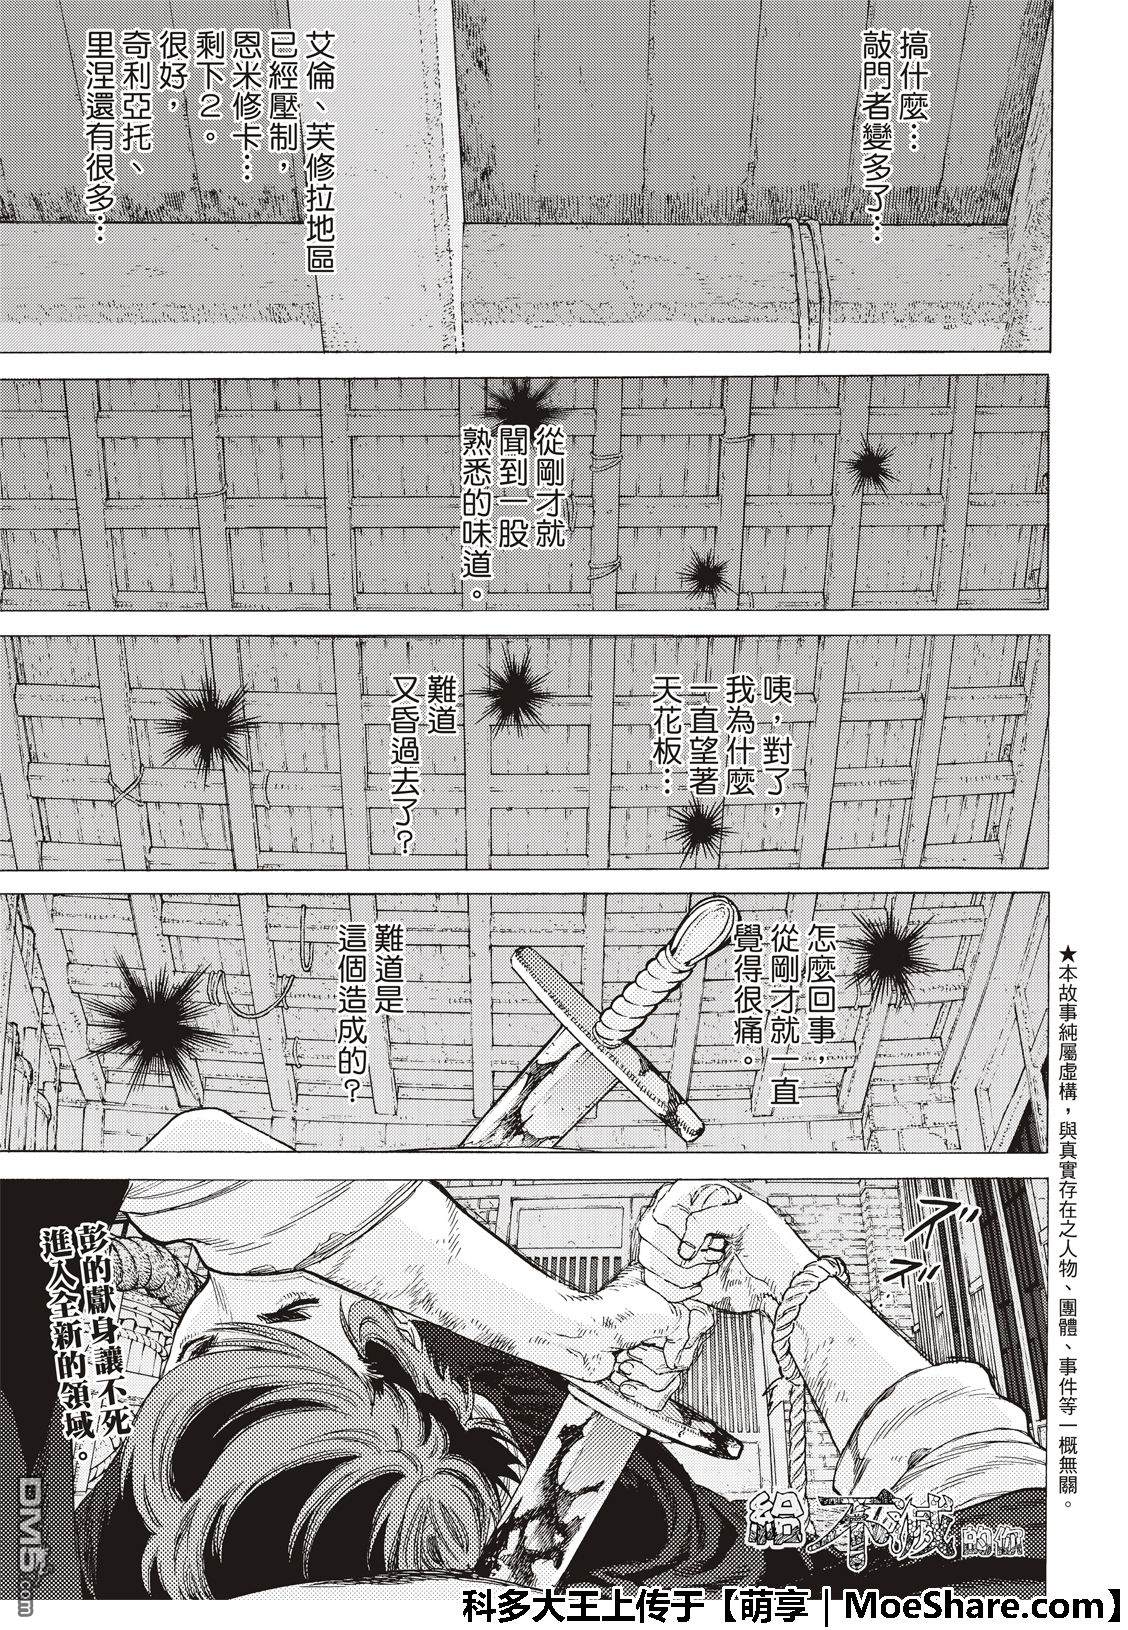 搞什麼…
敲門者變多了…
艾倫、芙修拉地區
已經壓制，
恩米修卡…
剩下2。
很好，
奇利亞托、
里涅還有很多…
從剛才就
聞到一股
熟悉的味道。
咦，對了，
我為什麼
一直望著
天花板…
難道
又昏過去了？
怎麼回事，
從剛才就一直
覺得很痛。
難道是
這個造成的？
★本故事純屬虛構，與真實存在之人物、團體、事件等一概無關。
彭的獻身讓不死
進入全新的領域。
給不滅的你
DM5.com
科多大王上传于【萌享｜MoeShare.com】